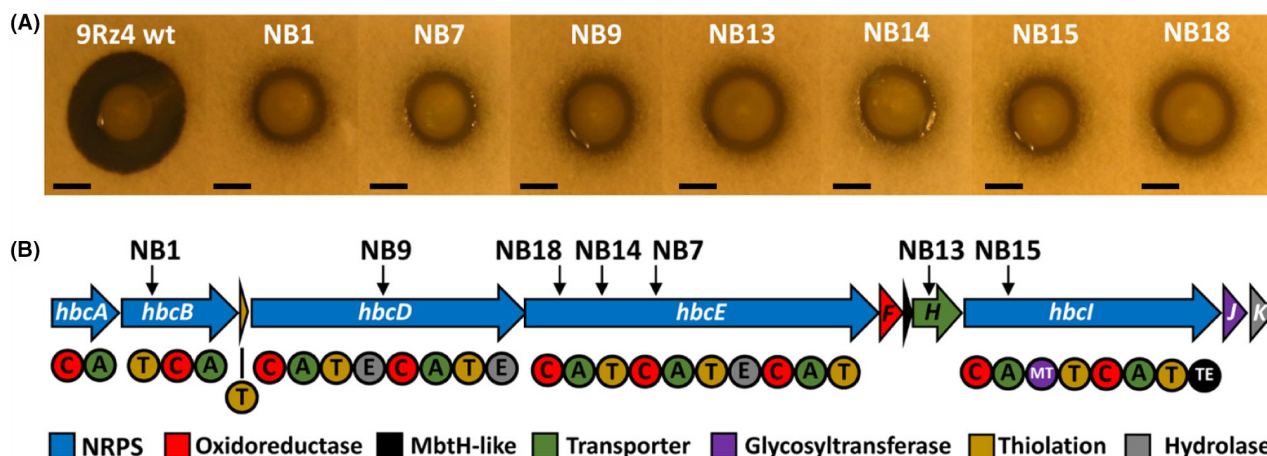 (A)
9Rz4 wt NB1 NB7 NB9 NB13 NB14 NB15 NB18
(B)
NB1 NB9 NB18 NB14 NB7 NB13 NB15
hbcA hbcB hbcD hbcE F H hbcI J K
C A T C A C A T E C A T E C A T C A T E C A T C A MT T C A T TE
T
NRPS Oxidoreductase MbtH-like Transporter Glycosyltransferase Thiolation Hydrolase